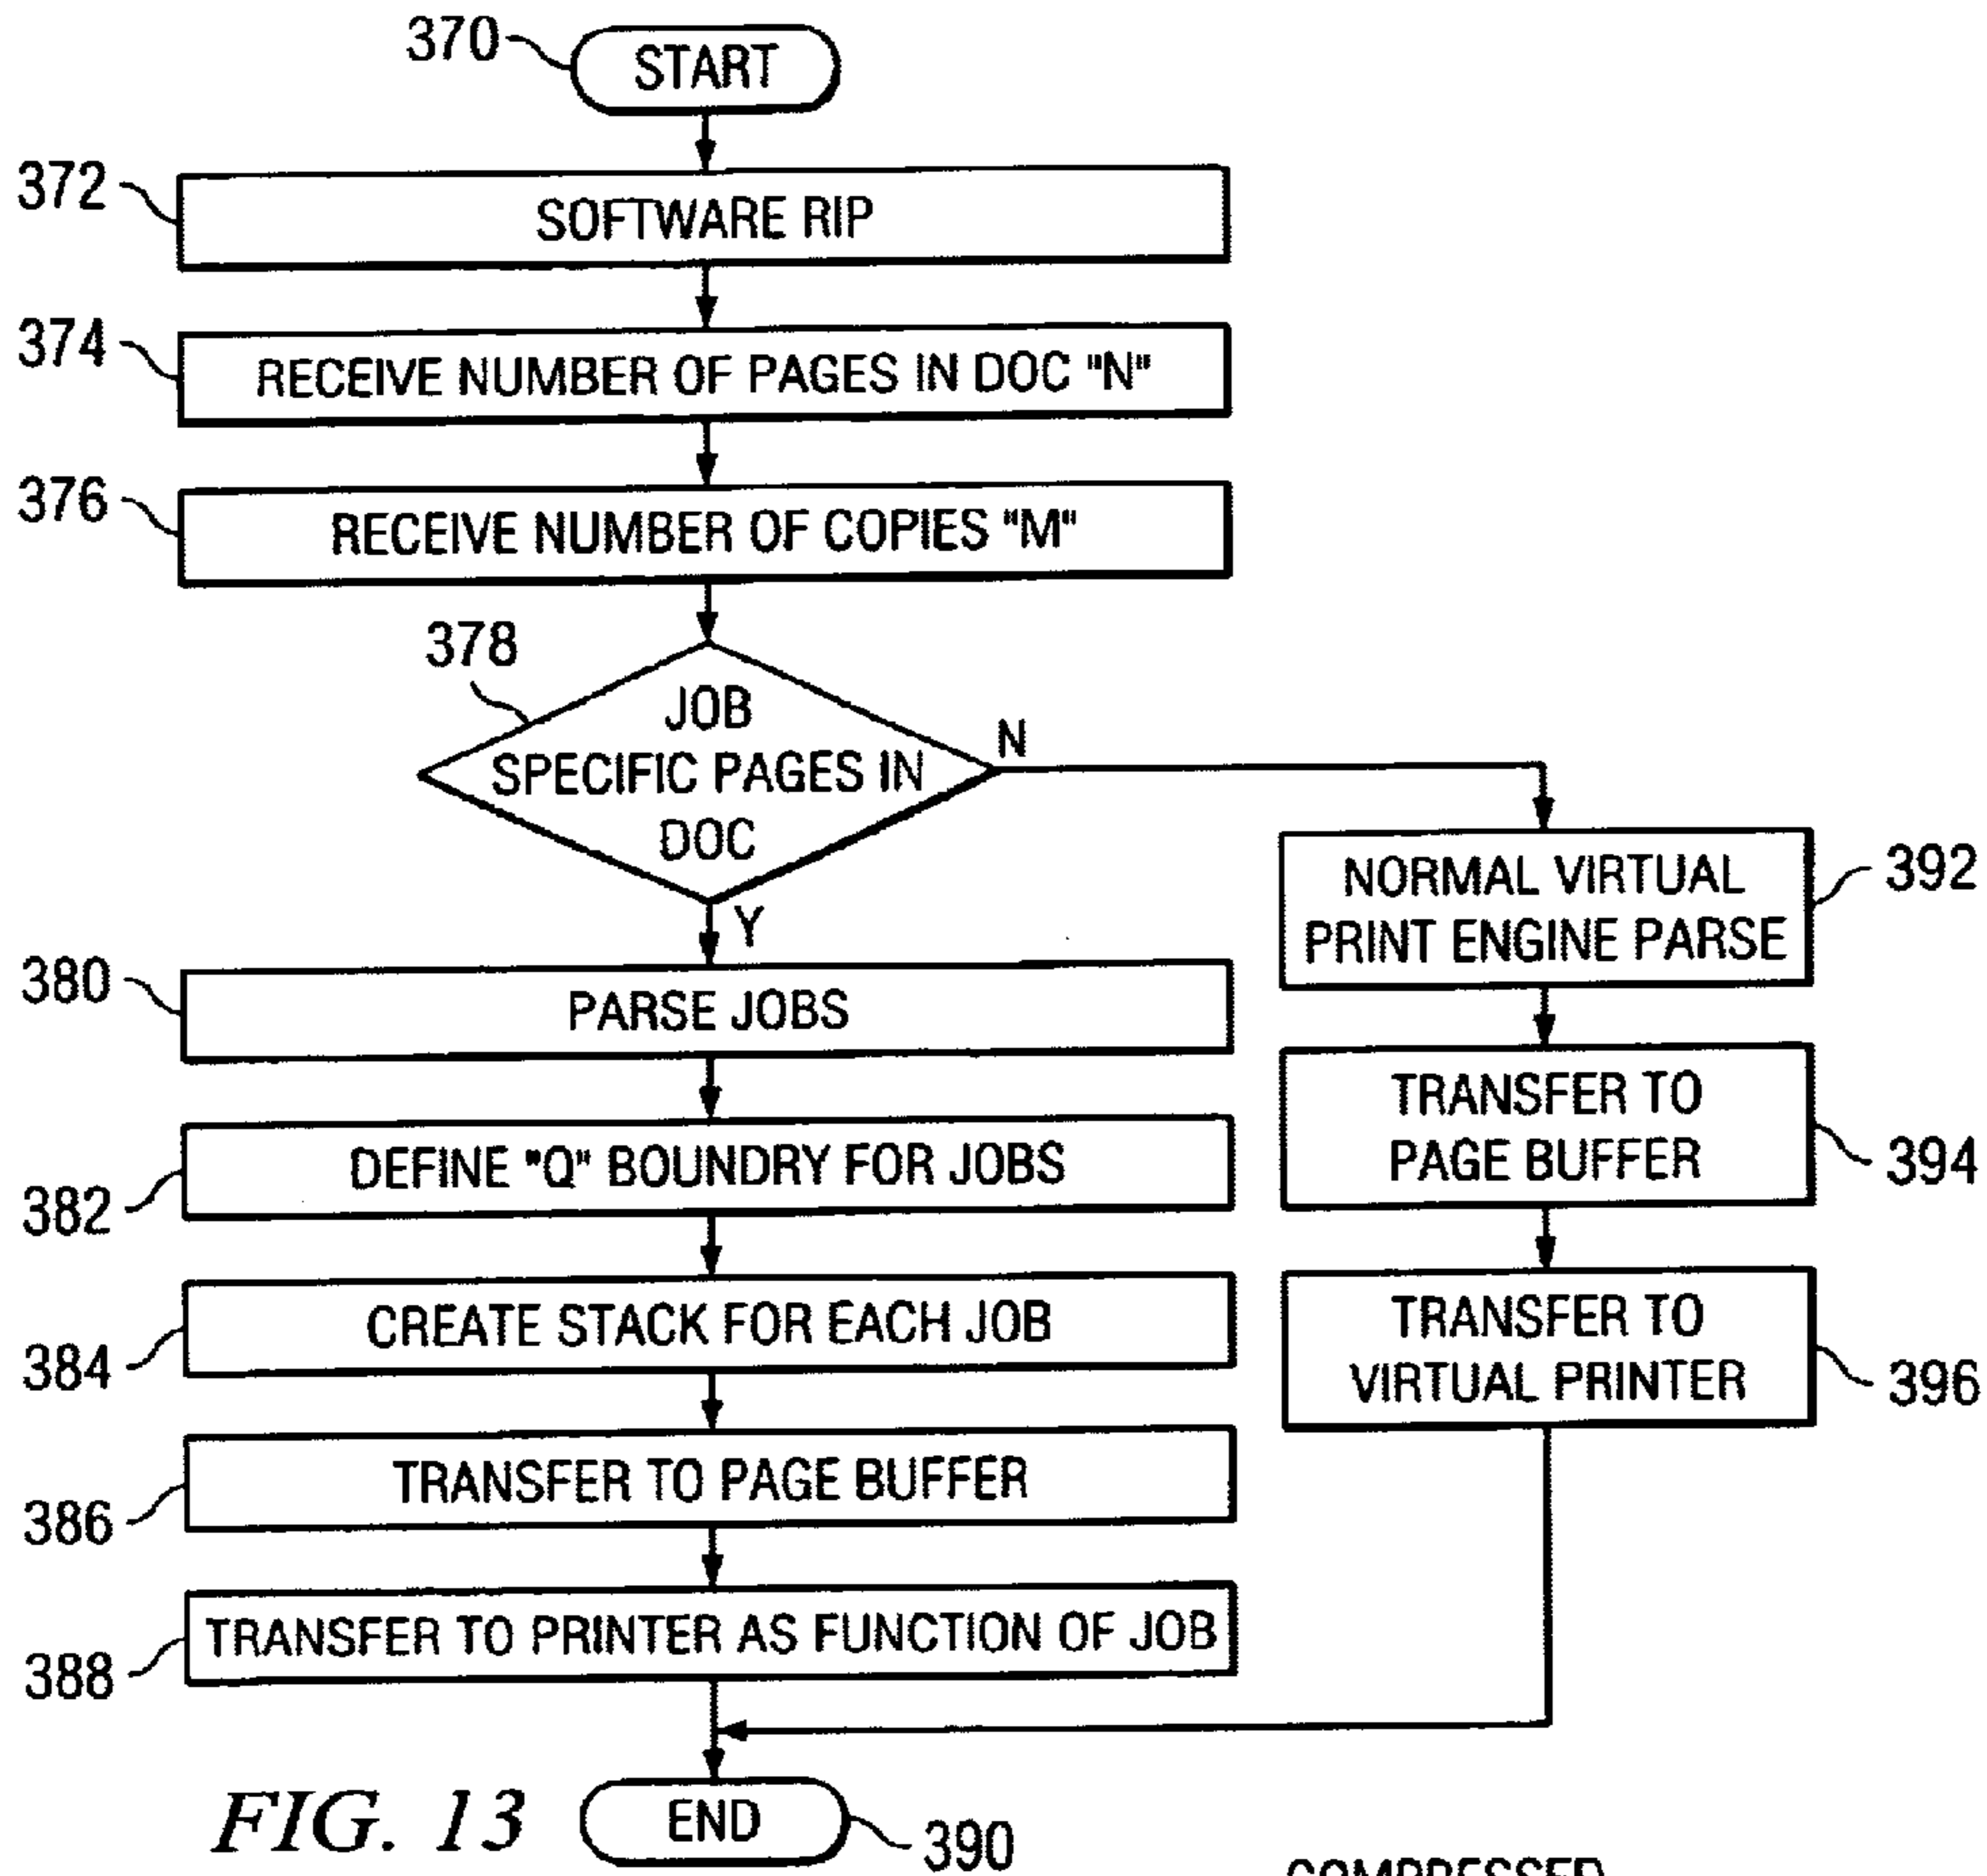 370
START
372
SOFTWARE RIP
374
RECEIVE NUMBER OF PAGES IN DOC "N"
376
RECEIVE NUMBER OF COPIES "M"
378
JOB
SPECIFIC PAGES IN
DOC
N
Y
380
PARSE JOBS
382
DEFINE "Q" BOUNDRY FOR JOBS
384
CREATE STACK FOR EACH JOB
386
TRANSFER TO PAGE BUFFER
388
TRANSFER TO PRINTER AS FUNCTION OF JOB
392
NORMAL VIRTUAL
PRINT ENGINE PARSE
394
TRANSFER TO
PAGE BUFFER
396
TRANSFER TO
VIRTUAL PRINTER
END
390
FIG. 13
COMPRESSED